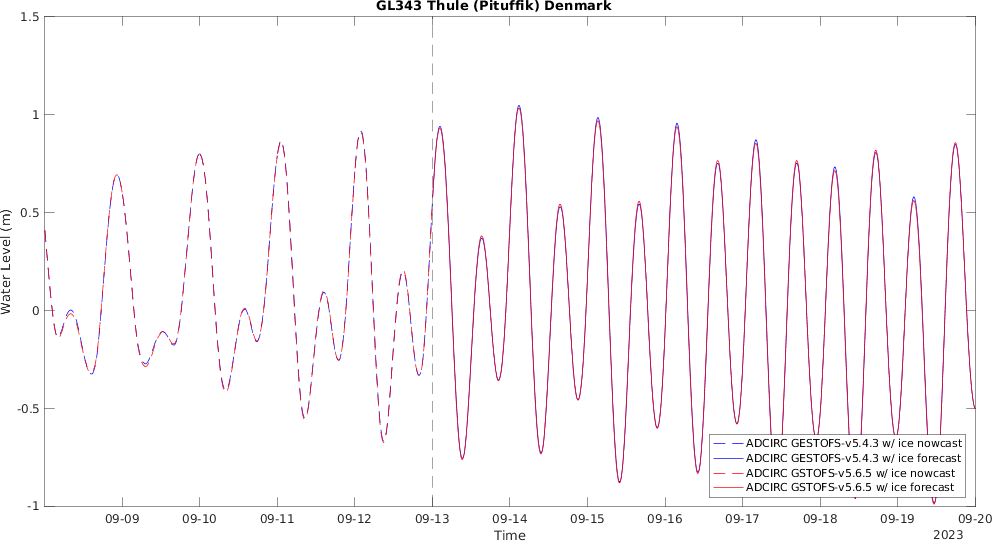 GL343 Thule (Pituffik) Denmark
1.5
1
0.5
0
-0.5
-1
Water Level (m)
ADCIRC GESTOFS-v5.4.3 w/ ice nowcast
ADCIRC GESTOFS-v5.4.3 w/ ice forecast
ADCIRC GSTOFS-v5.6.5 w/ ice nowcast
ADCIRC GSTOFS-v5.6.5 w/ ice forecast
09-09 09-10 09-11 09-12 09-13 09-14 09-15 09-16 09-17 09-18 09-19 09-20
Time
2023